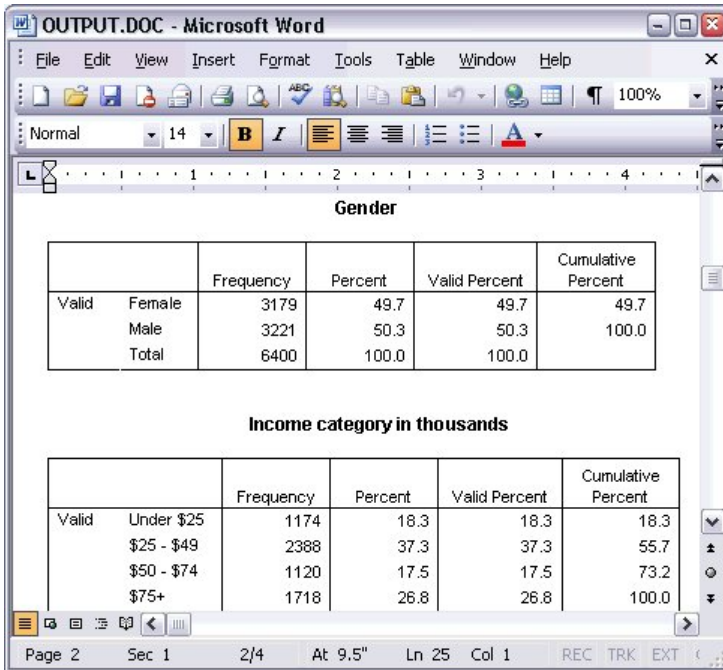 OUTPUT.DOC - Microsoft Word
File Edit View Insert Format Tools Table Window Help
100%
Normal 14 B I A
1 2 3 4
Gender
Frequency Percent Valid Percent Cumulative Percent
Valid Female 3179 49.7 49.7 49.7
Male 3221 50.3 50.3 100.0
Total 6400 100.0 100.0
Income category in thousands
Frequency Percent Valid Percent Cumulative Percent
Valid Under $25 1174 18.3 18.3 18.3
$25 - $49 2388 37.3 37.3 55.7
$50 - $74 1120 17.5 17.5 73.2
$75+ 1718 26.8 26.8 100.0
Page 2 Sec 1 2/4 At 9.5" Ln 25 Col 1 REC TRK EXT